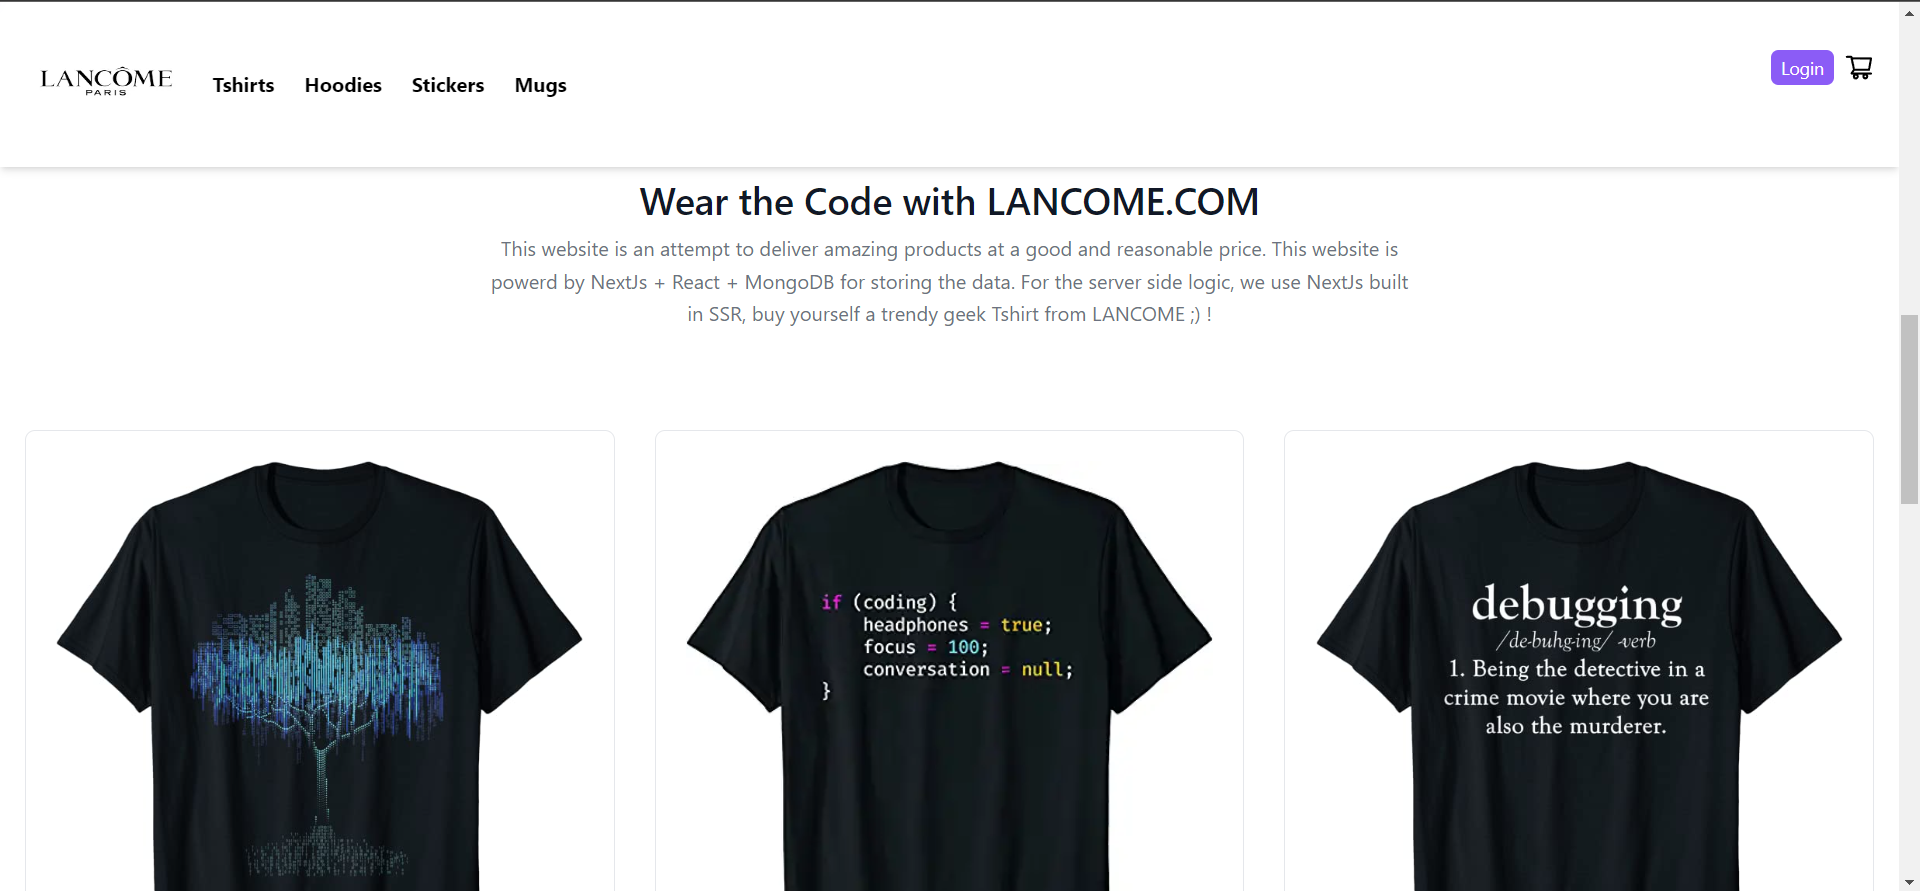 LANCÔME
PARIS
Tshirts Hoodies Stickers Mugs
Login
Wear the Code with LANCOME.COM
This website is an attempt to deliver amazing products at a good and reasonable price. This website is
powerd by NextJs + React + MongoDB for storing the data. For the server side logic, we use NextJs built
in SSR, buy yourself a trendy geek Tshirt from LANCOME ;) !
if (coding) {
headphones = true;
focus = 100;
conversation = null;
}
debugging
/de-buhg-ing/ -verb
1. Being the detective in a
crime movie where you are
also the murderer.